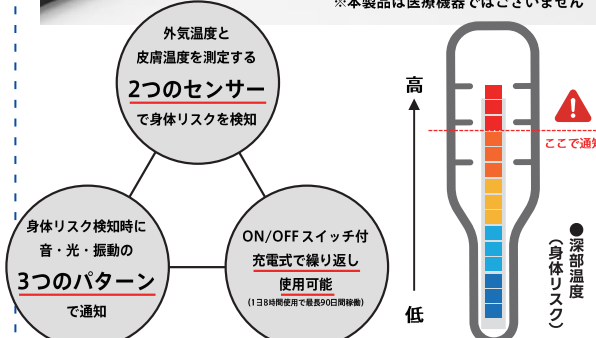 ※本製品は医療機器ではございません
外気温度と
皮膚温度を測定する
2つのセンサー
で身体リスクを検知
身体リスク検知時に
音・光・振動の
3つのパターン
で通知
ON/OFFスイッチ付
充電式で繰り返し
使用可能
(1日8時間使用で最長90日間稼働)
高
低
ここで通知
●深部温度
(身体リスク)